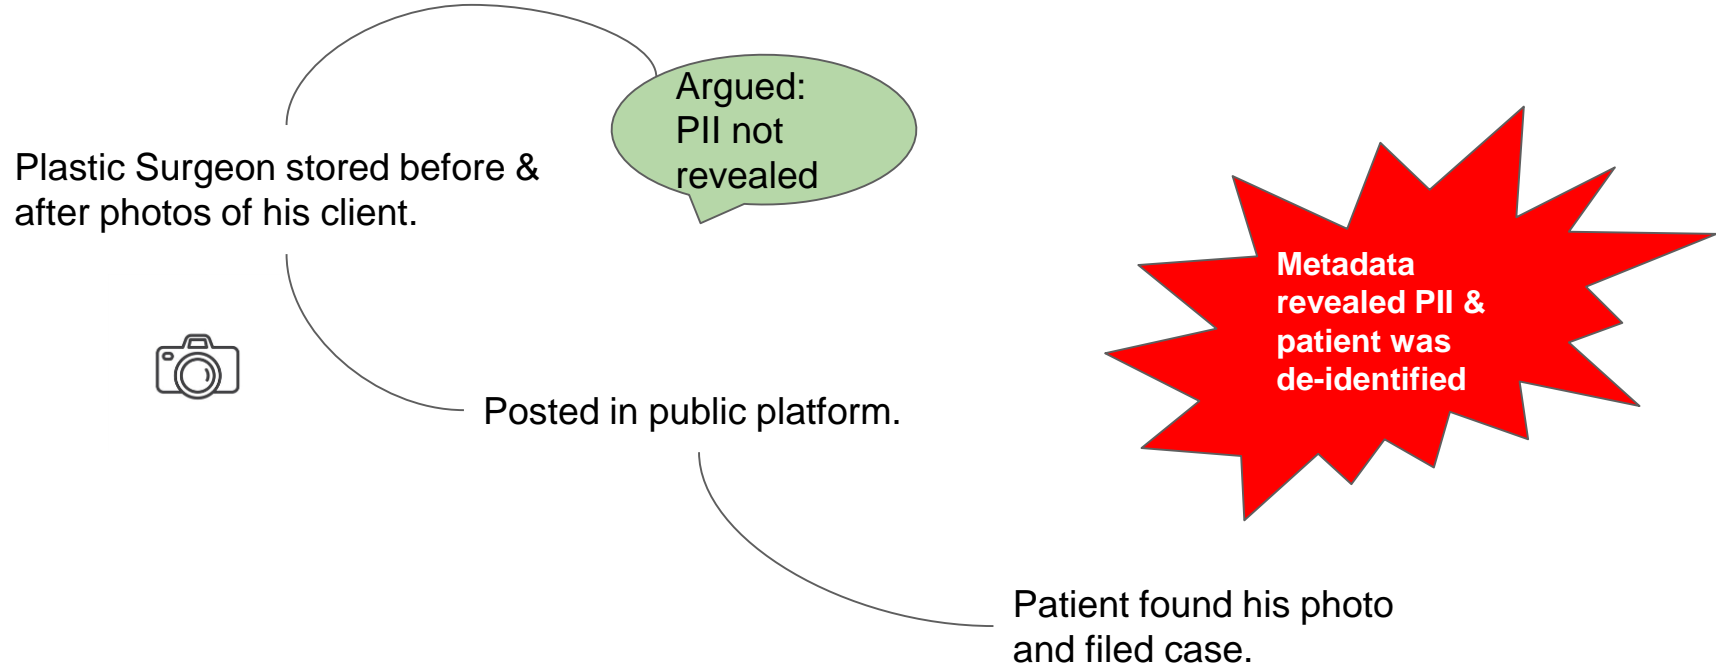 Argued:
PII not
revealed
Plastic Surgeon stored before &
after photos of his client.
Metadata
revealed PII &
patient was
de-identified
Posted in public platform.
Patient found his photo
and filed case.